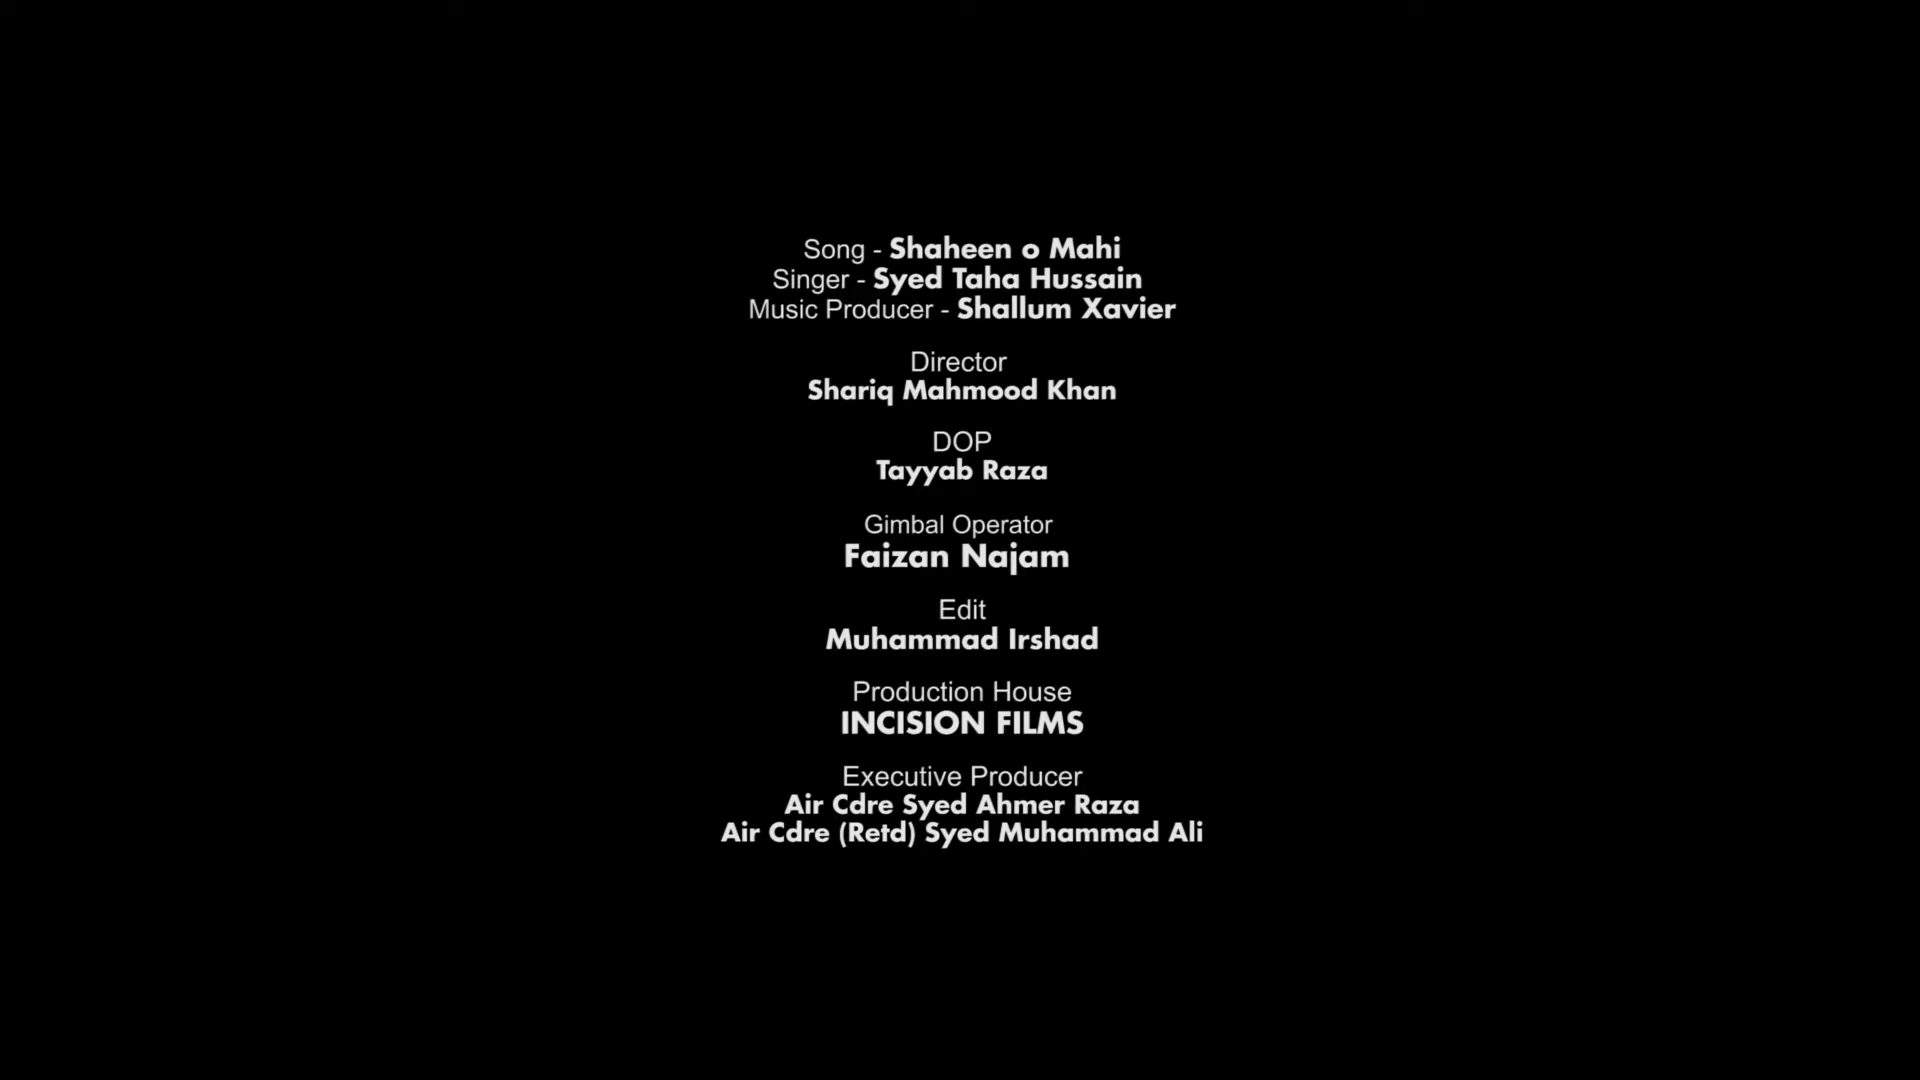 Song - Shaheen o Mahi
Singer - Syed Taha Hussain
Music Producer - Shallum Xavier
Director
Shariq Mahmood Khan
DOP
Tayyab Raza
Gimbal Operator
Faizan Najam
Edit
Muhammad Irshad
Production House
INCISION FILMS
Executive Producer
Air Cdre Syed Ahmer Raza
Air Cdre (Retd) Syed Muhammad Ali